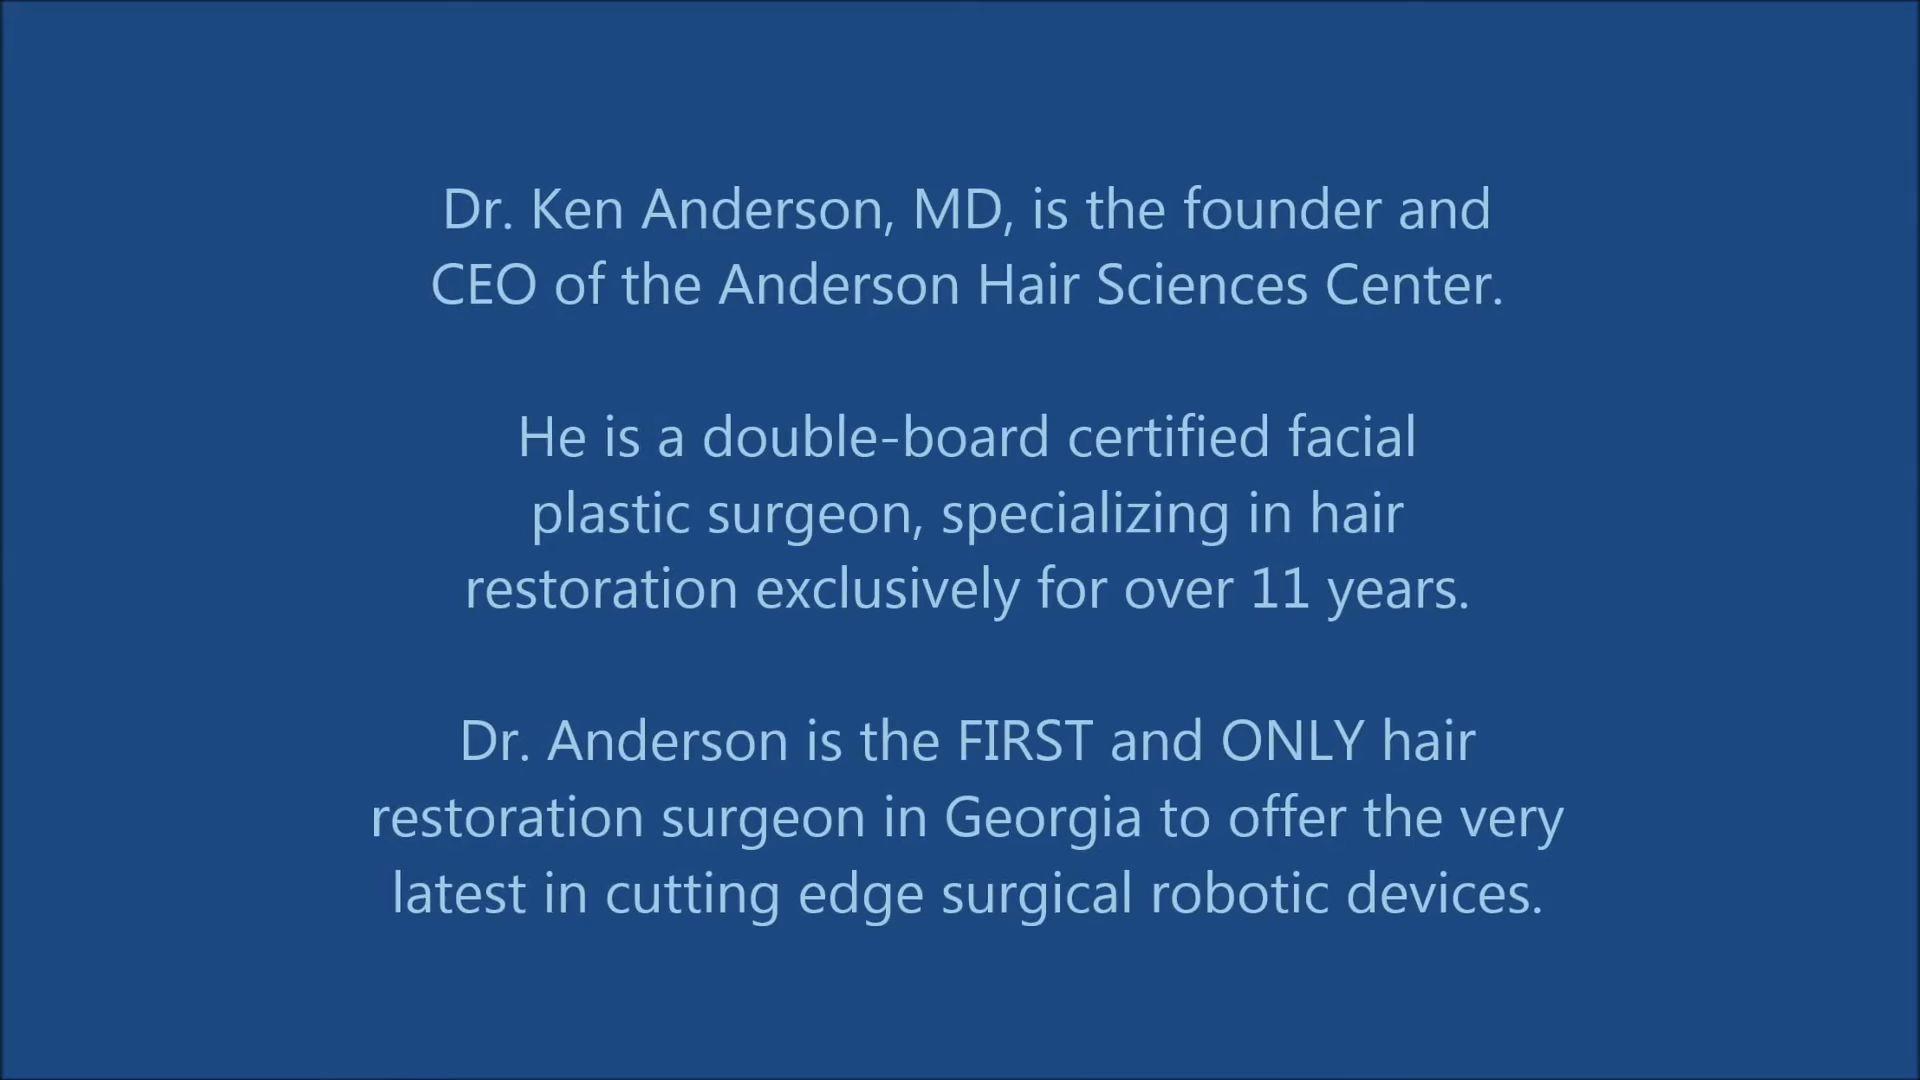 Dr. Ken Anderson, MD, is the founder and
CEO of the Anderson Hair Sciences Center.
He is a double-board certified facial
plastic surgeon, specializing in hair
restoration exclusively for over 11 years.
Dr. Anderson is the FIRST and ONLY hair
restoration surgeon in Georgia to offer the very
latest in cutting edge surgical robotic devices.